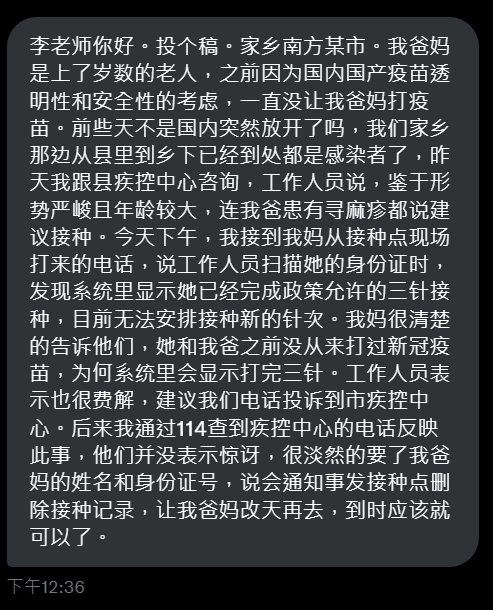 李老师你好。投个稿。家乡南方某市。我爸妈
是上了岁数的老人，之前因为国内国产疫苗透
明性和安全性的考虑，一直没让我爸妈打疫
苗。前些天不是国内突然放开了吗，我们家乡
那边从县里到乡下已经到处都是感染者了，昨
天我跟县疾控中心咨询，工作人员说，鉴于形
势严峻且年龄较大，连我爸患有寻麻疹都说建
议接种。今天下午，我接到我妈从接种点现场
打来的电话，说工作人员扫描她的身份证时，
发现系统里显示她已经完成政策允许的三针接
种，目前无法安排接种新的针次。我妈很清楚
的告诉他们，她和我爸之前没从来打过新冠疫
苗，为何系统里会显示打完三针。工作人员表
示也很费解，建议我们电话投诉到市疾控中
心。后来我通过114查到疾控中心的电话反映
此事，他们并没表示惊讶，很淡然的要了我爸
妈的姓名和身份证号，说会通知事发接种点删
除接种记录，让我爸妈改天再去，到时应该就
可以了。
下午12:36